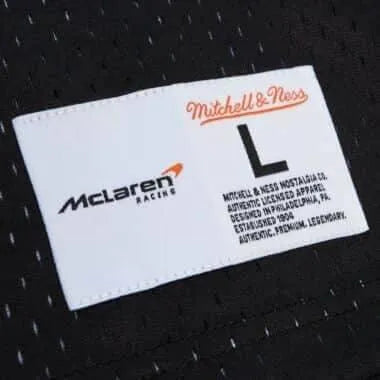 McLaren
RACING
Mitchell & Ness
L
MITCHELL & NESS NOSTALGIA CO.
AUTHENTIC LICENSED APPAREL
DESIGNED IN PHILADELPHIA, PA.
ESTABLISHED 1904
AUTHENTIC. PREMIUM. LEGENDARY.